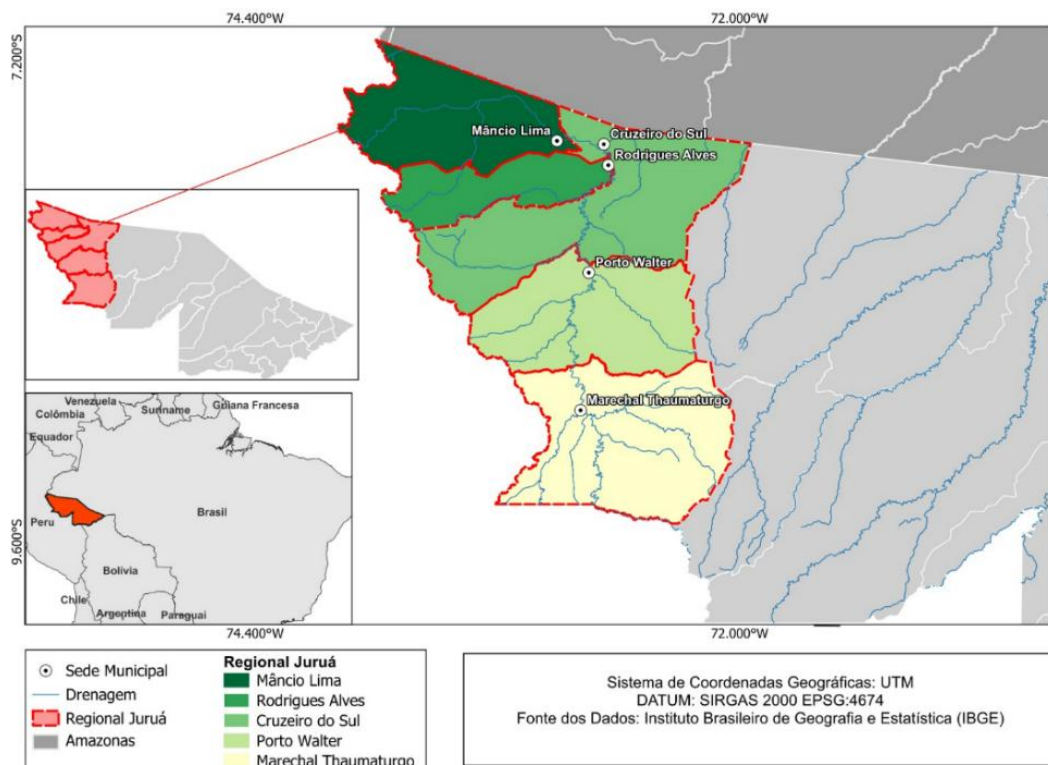 74.400°W
72.000°W
7.200°S
Mâncio Lima
Cruzeiro do Sul
Rodrigues Alves
Porto Walter
Marechal Thaumaturgo
Venezuela
Guiana Francesa
Colômbia
Suriname
Equador
Brasil
Peru
Bolívia
Chile
Argentina
Paraguai
9.600°S
74.400°W
72.000°W
Sede Municipal
Drenagem
Regional Juruá
Amazonas
Regional Juruá
Mâncio Lima
Rodrigues Alves
Cruzeiro do Sul
Porto Walter
Marechal Thaumaturgo
Sistema de Coordenadas Geográficas: UTM
DATUM: SIRGAS 2000 EPSG:4674
Fonte dos Dados: Instituto Brasileiro de Geografia e Estatística (IBGE)